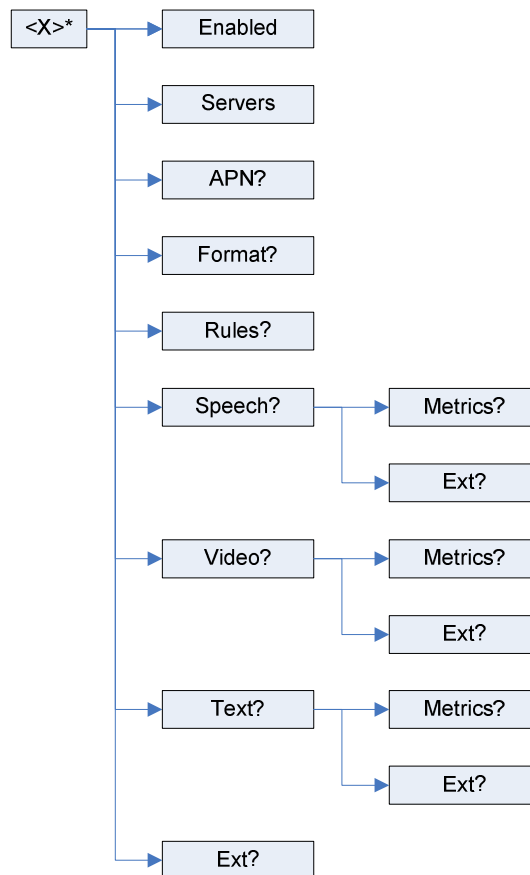 <X>*
Enabled
Servers
APN?
Format?
Rules?
Speech?
Metrics?
Ext?
Video?
Metrics?
Ext?
Text?
Metrics?
Ext?
Ext?